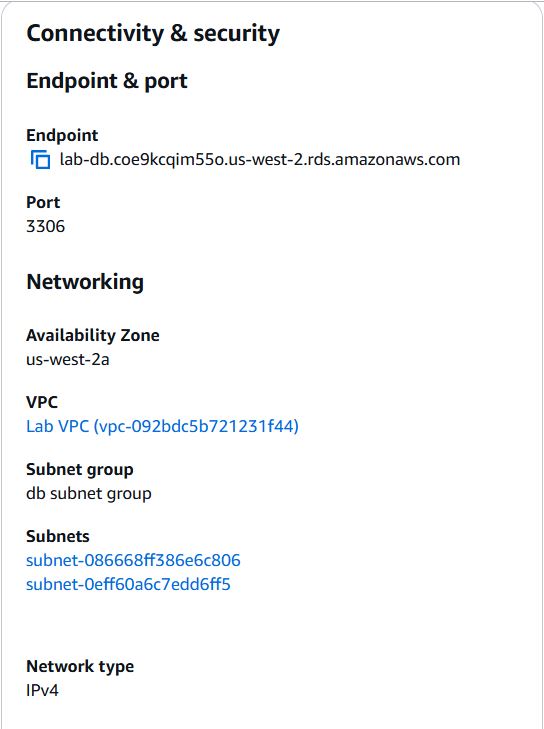 Connectivity & security
Endpoint & port
Endpoint
lab-db.coe9kcqim55o.us-west-2.rds.amazonaws.com
Port
3306
Networking
Availability Zone
us-west-2a
VPC
Lab VPC (vpc-092bdc5b721231f44)
Subnet group
db subnet group
Subnets
subnet-086668ff386e6c806
subnet-0eff60a6c7edd6ff5
Network type
IPv4